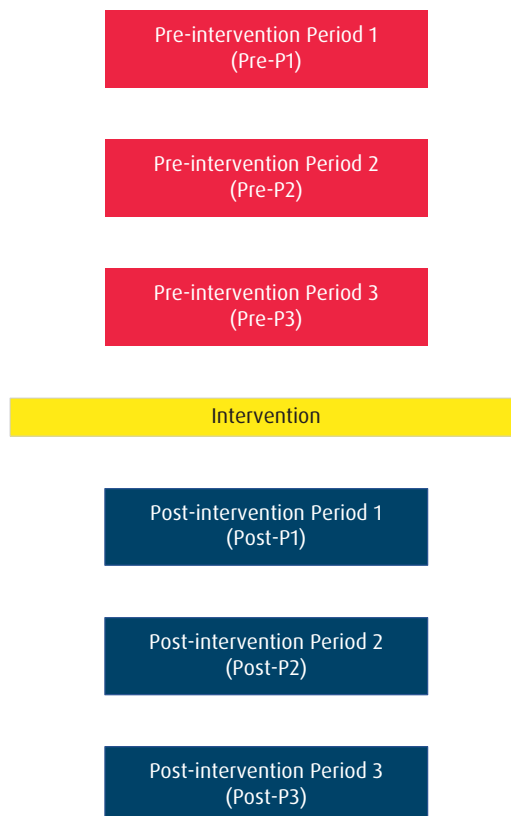 Pre-intervention Period 1
(Pre-P1)
Pre-intervention Period 2
(Pre-P2)
Pre-intervention Period 3
(Pre-P3)
Intervention
Post-intervention Period 1
(Post-P1)
Post-intervention Period 2
(Post-P2)
Post-intervention Period 3
(Post-P3)